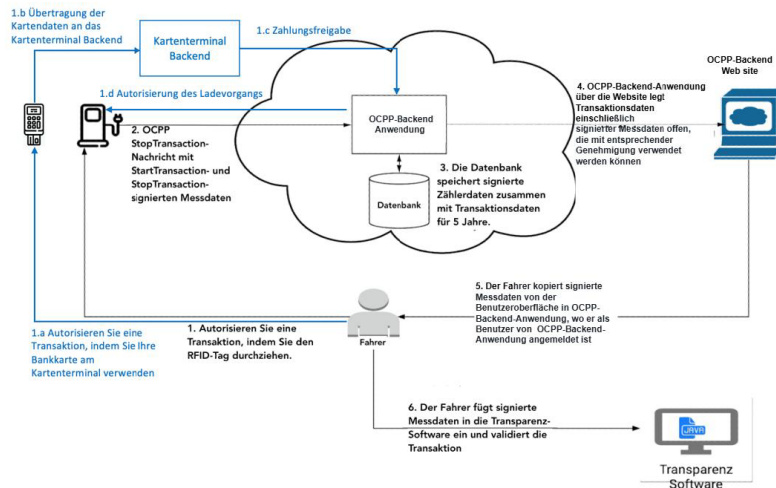 1.b Übertragung der
Kartendaten an das
Kartenterminal Backend
Kartenterminal
Backend
1.c Zahlungsfreigabe
OCPP-Backend
Web site
1.d Autorisierung des Ladevorgangs
OCPP-Backend
Anwendung
4. OCPP-Backend-Anwendung
über die Website legt
Transaktionsdaten
einschließlich
signierter Messdaten offen,
die mit entsprechender
Genehmigung verwendet
werden können
2. OCPP
StopTransaction-
Nachricht mit
StartTransaction- und
StopTransaction-
signierten Messdaten
3. Die Datenbank
speichert signierte
Zählerdaten zusammen
mit Transaktionsdaten
für 5 Jahre.
Datenbank
5. Der Fahrer kopiert signierte
Messdaten von der
Benutzeroberfläche in OCPP-
Backend-Anwendung, wo er als
Benutzer von OCPP-Backend-
Anwendung angemeldet ist
1.a Autorisieren Sie eine
Transaktion, indem Sie Ihre
Bankkarte am
Kartenterminal verwenden
1. Autorisieren Sie eine
Transaktion, indem Sie den
RFID-Tag durchziehen.
Fahrer
6. Der Fahrer fügt signierte
Messdaten in die Transparenz-
Software ein und validiert die
Transaktion
JAVA
Transparenz
Software